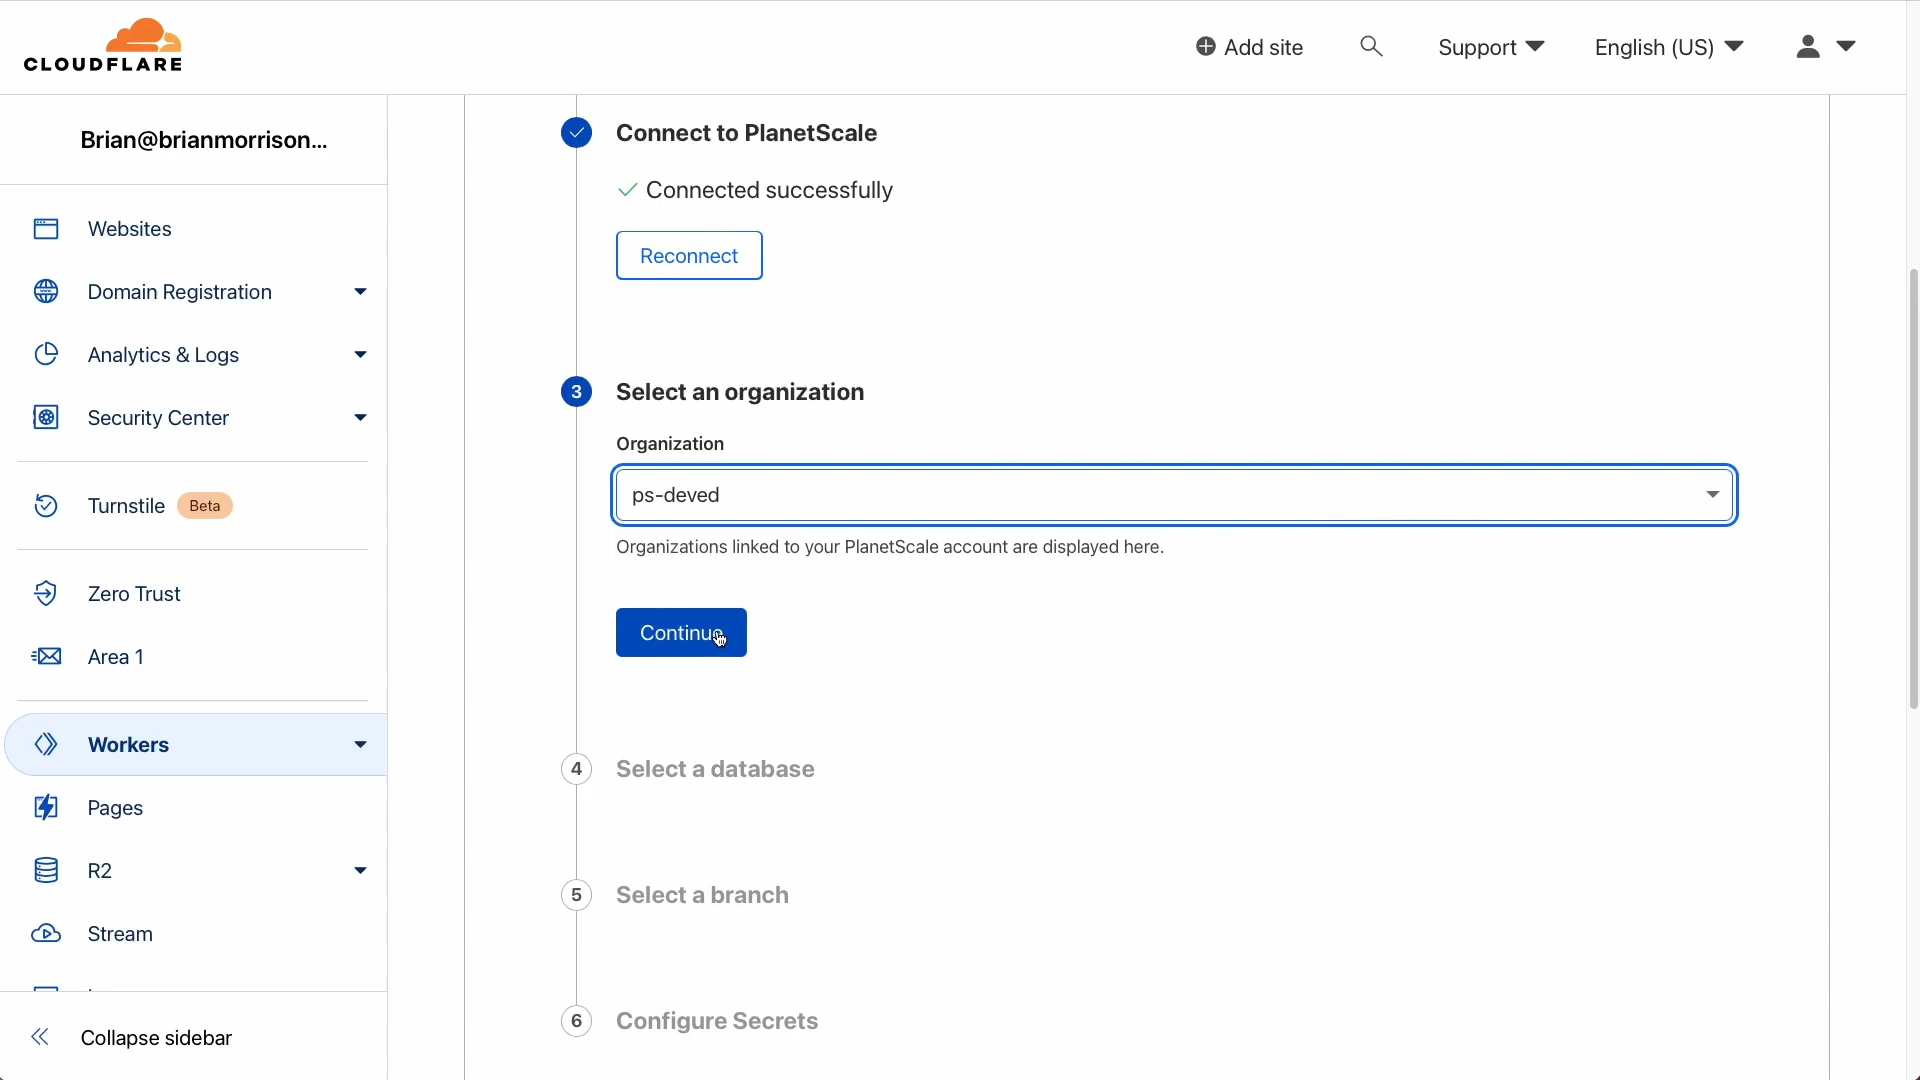 CLOUDFLARE
Add site
Support
English (US)
Brian@brianmorrison...
Websites
Domain Registration
Analytics & Logs
Security Center
Turnstile Beta
Zero Trust
Area 1
Workers
Pages
R2
Stream
Collapse sidebar
Connect to PlanetScale
Connected successfully
Reconnect
3 Select an organization
Organization
ps-deved
Organizations linked to your PlanetScale account are displayed here.
Continue
4 Select a database
5 Select a branch
6 Configure Secrets